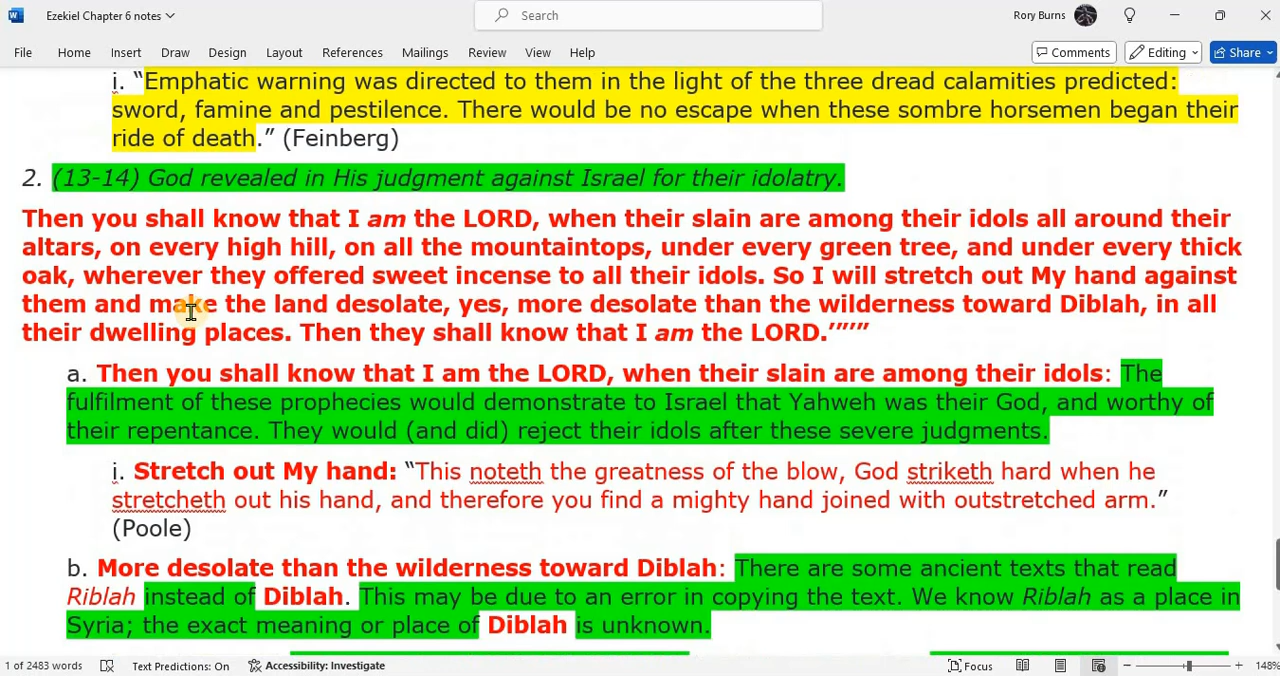 Ezekiel Chapter 6 notes
Search
Rory Burns
File Home Insert Draw Design Layout References Mailings Review View Help
Comments Editing Share
i. “Emphatic warning was directed to them in the light of the three dread calamities predicted:
sword, famine and pestilence. There would be no escape when these sombre horsemen began their
ride of death.” (Feinberg)
2. (13-14) God revealed in His judgment against Israel for their idolatry.
Then you shall know that I am the LORD, when their slain are among their idols all around their
altars, on every high hill, on all the mountaintops, under every green tree, and under every thick
oak, wherever they offered sweet incense to all their idols. So I will stretch out My hand against
them and make the land desolate, yes, more desolate than the wilderness toward Diblah, in all
their dwelling places. Then they shall know that I am the LORD.’”’”
a. Then you shall know that I am the LORD, when their slain are among their idols: The
fulfilment of these prophecies would demonstrate to Israel that Yahweh was their God, and worthy of
their repentance. They would (and did) reject their idols after these severe judgments.
i. Stretch out My hand: “This noteth the greatness of the blow, God striketh hard when he
stretcheth out his hand, and therefore you find a mighty hand joined with outstretched arm.”
(Poole)
b. More desolate than the wilderness toward Diblah: There are some ancient texts that read
Riblah instead of Diblah. This may be due to an error in copying the text. We know Riblah as a place in
Syria; the exact meaning or place of Diblah is unknown.
1 of 2483 words Text Predictions: On Accessibility: Investigate Focus 148%